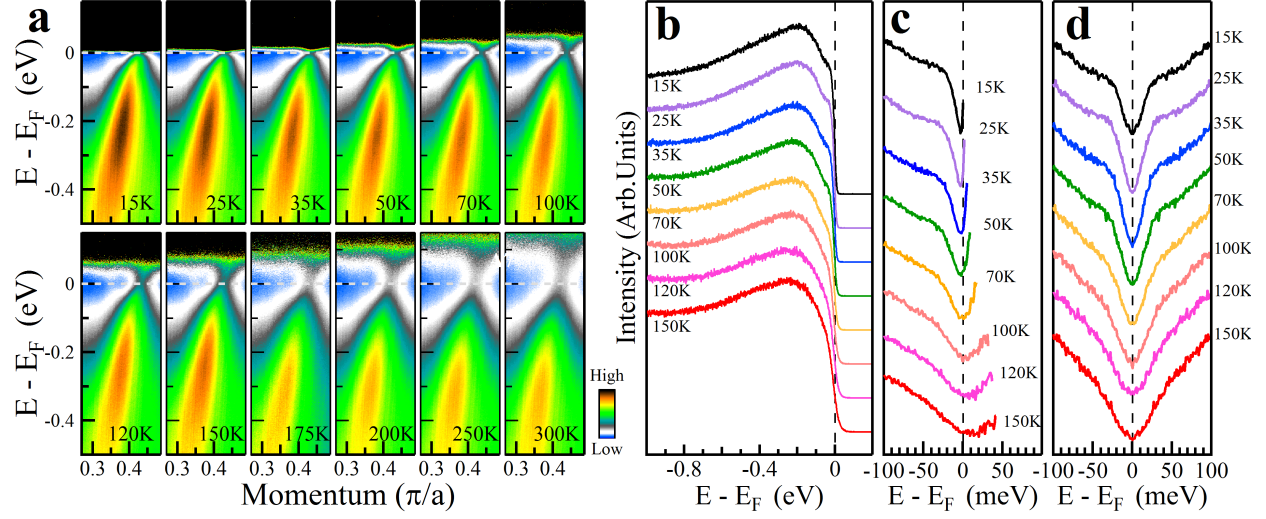 a
E - E_F (eV)
0
-0.2
-0.4
15K 25K 35K 50K 70K 100K
E - E_F (eV)
0
-0.2
-0.4
120K 150K 175K 200K 250K 300K
0.3 0.4 0.3 0.4 0.3 0.4 0.3 0.4 0.3 0.4 0.3 0.4
Momentum (π/a)
High
Low
b
Intensity (Arb.Units)
15K
25K
35K
50K
70K
100K
120K
150K
-0.8 -0.4 0
E - E_F (eV)
c
15K
25K
35K
50K
70K
100K
120K
150K
-100 -50 0 50
E - E_F (meV)
d
15K
25K
35K
50K
70K
100K
120K
150K
-100 -50 0 50 100
E - E_F (meV)